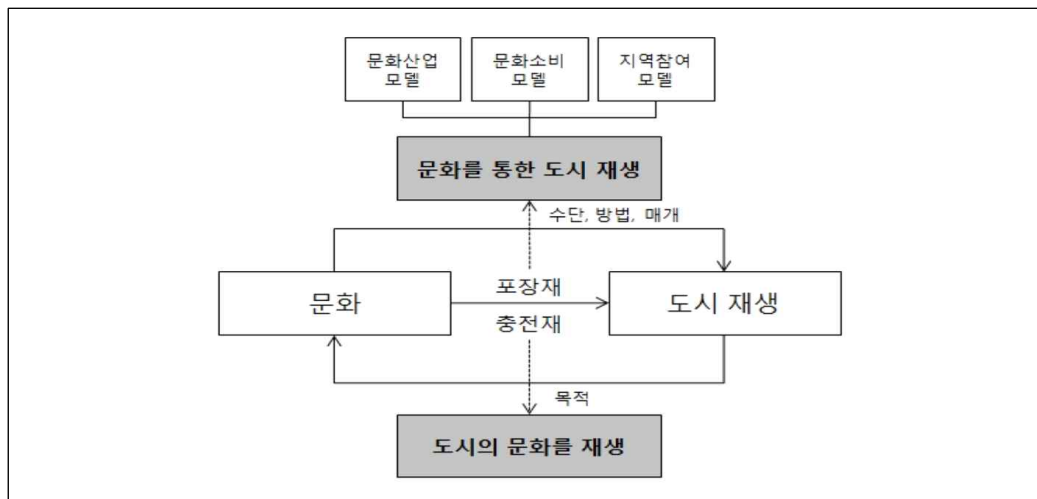 문화산업
모델
문화소비
모델
지역참여
모델
문화를 통한 도시 재생
수단, 방법, 매개
문화
포장재
충전재
도시 재생
목적
도시의 문화를 재생